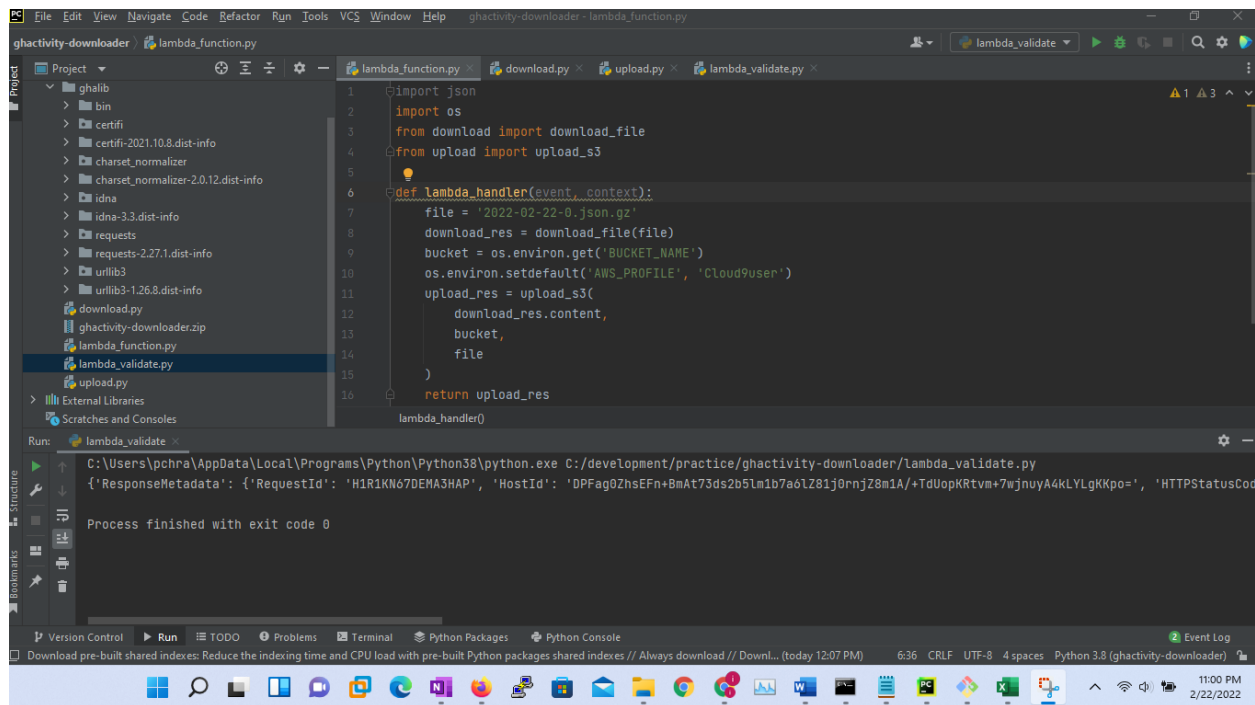 File Edit View Navigate Code Refactor Run Tools VCS Window Help ghactivity-downloader - lambda_function.py
ghactivity-downloader lambda_function.py lambda_validate
Project
Project
ghalib
bin
certifi
certifi-2021.10.8.dist-info
charset_normalizer
charset_normalizer-2.0.12.dist-info
idna
idna-3.3.dist-info
requests
requests-2.27.1.dist-info
urllib3
urllib3-1.26.8.dist-info
download.py
ghactivity-downloader.zip
lambda_function.py
lambda_validate.py
upload.py
External Libraries
Scratches and Consoles
lambda_function.py download.py upload.py lambda_validate.py
1 3
1 import json
2 import os
3 from download import download_file
4 from upload import upload_s3
5
6 def lambda_handler(event, context):
7 file = '2022-02-22-0.json.gz'
8 download_res = download_file(file)
9 bucket = os.environ.get('BUCKET_NAME')
10 os.environ.setdefault('AWS_PROFILE', 'Cloud9user')
11 upload_res = upload_s3(
12 download_res.content,
13 bucket,
14 file
15 )
16 return upload_res
lambda_handler()
Run: lambda_validate
C:\Users\pchra\AppData\Local\Programs\Python\Python38\python.exe C:/development/practice/ghactivity-downloader/lambda_validate.py
{'ResponseMetadata': {'RequestId': 'H1R1KN67DEMA3HAP', 'HostId': 'DPFag0ZhsEFn+BmAt73ds2b5lm1b7a6lZ81j0rnjZ8m1A/+TdUopKRtvm+7wjnuyA4kLYLgKKpo=', 'HTTPStatusCod
Process finished with exit code 0
Structure
Bookmarks
Version Control Run TODO Problems Terminal Python Packages Python Console 2 Event Log
Download pre-built shared indexes: Reduce the indexing time and CPU load with pre-built Python packages shared indexes // Always download // Downl... (today 12:07 PM) 6:36 CRLF UTF-8 4 spaces Python 3.8 (ghactivity-downloader)
11:00 PM
2/22/2022